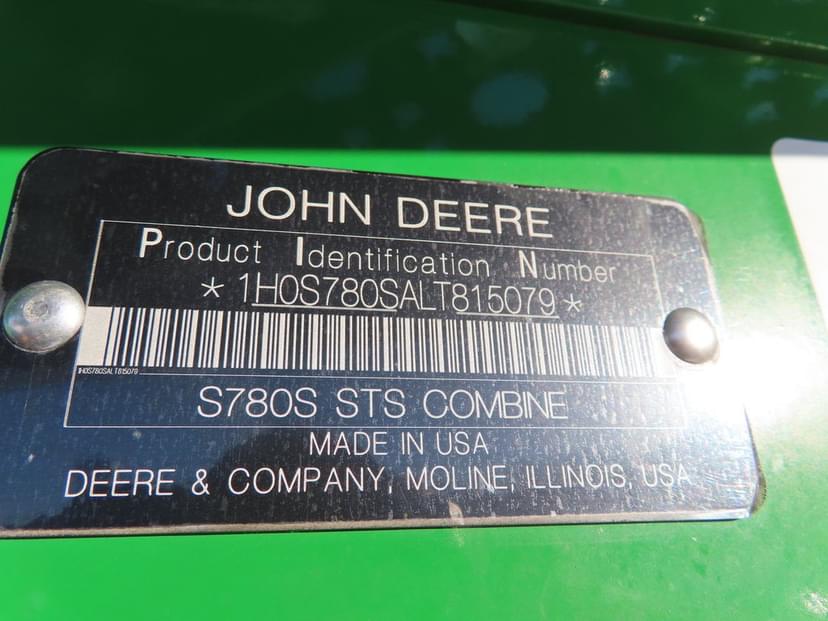 JOHN DEERE
Product Identification Number
* 1H0S780SALT815079 *
1H0S780SALT815079
S780S STS COMBINE
MADE IN USA
DEERE & COMPANY, MOLINE, ILLINOIS, USA